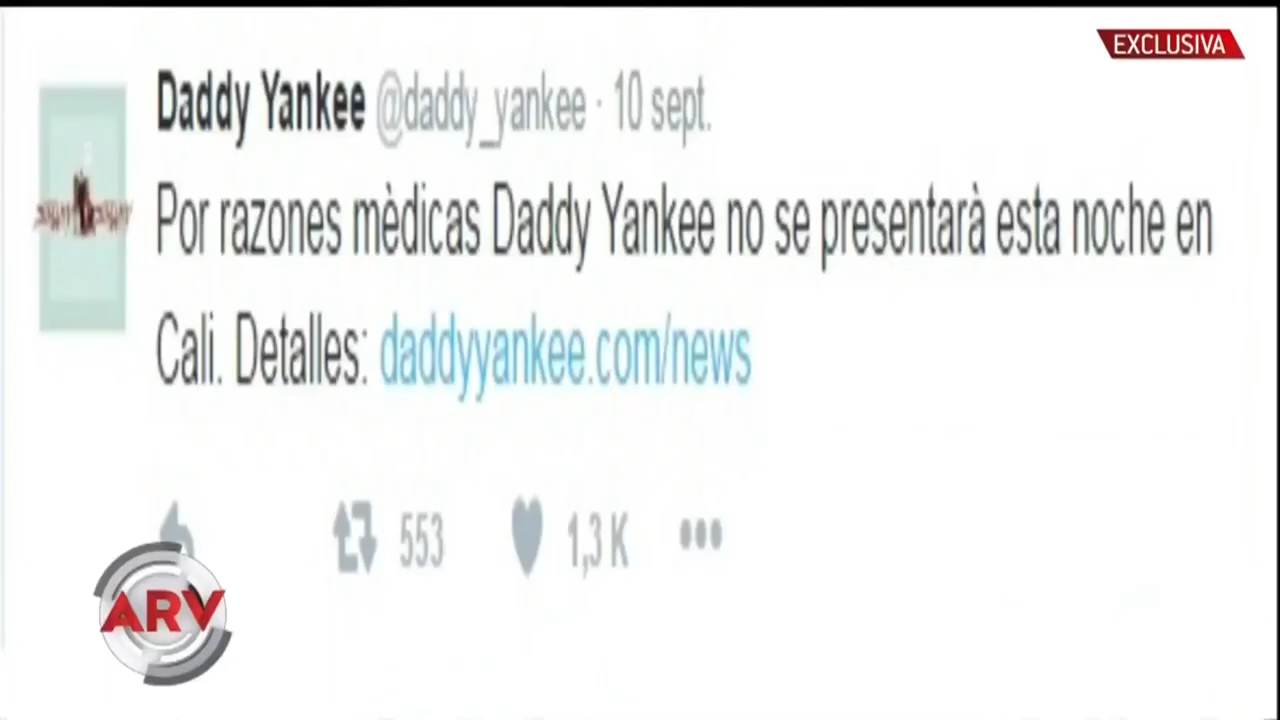 EXCLUSIVA
Daddy Yankee @daddy_yankee · 10 sept.
Por razones mèdicas Daddy Yankee no se presentarà esta noche en
Cali. Detalles: daddyyankee.com/news
553 1,3 K
ARV